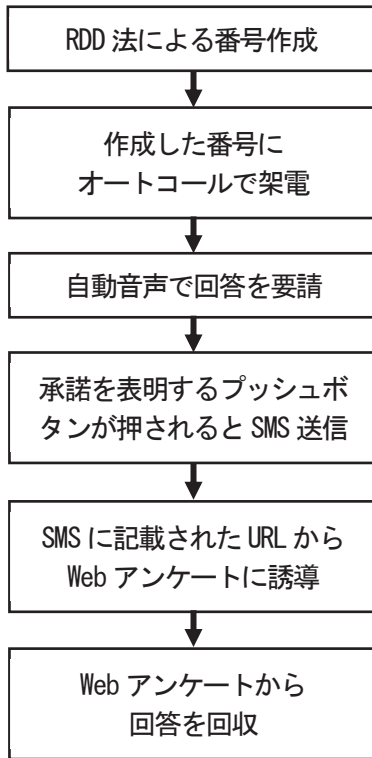 RDD 法による番号作成
作成した番号に
オートコールで架電
自動音声で回答を要請
承諾を表明するプッシュボ
タンが押されると SMS 送信
SMS に記載された URL から
Web アンケートに誘導
Web アンケートから
回答を回収